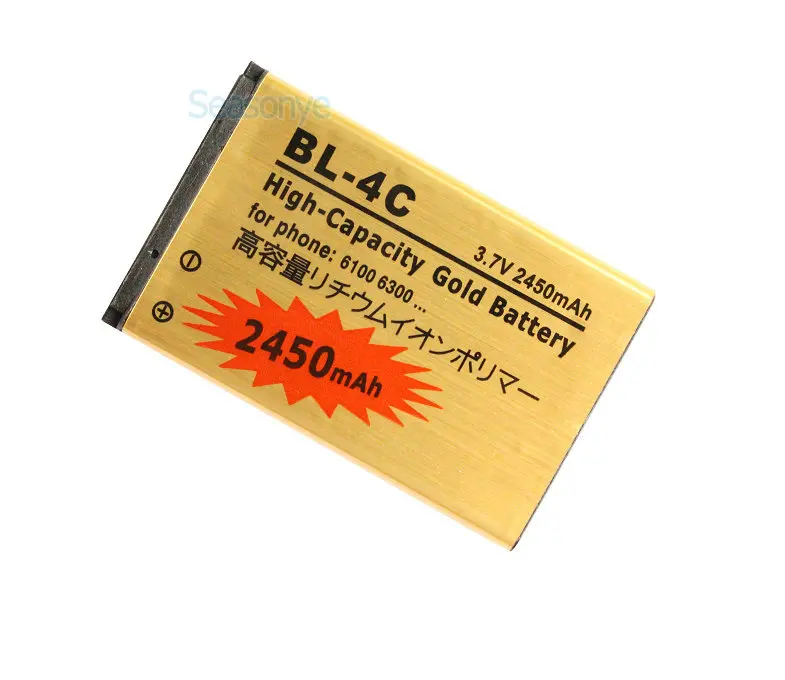 Seasonye
BL-4C
3.7V 2450mAh
High-Capacity Gold Battery
for phone: 6100 6300 ...
高容量リチウムイオンポリマー
2450mAh